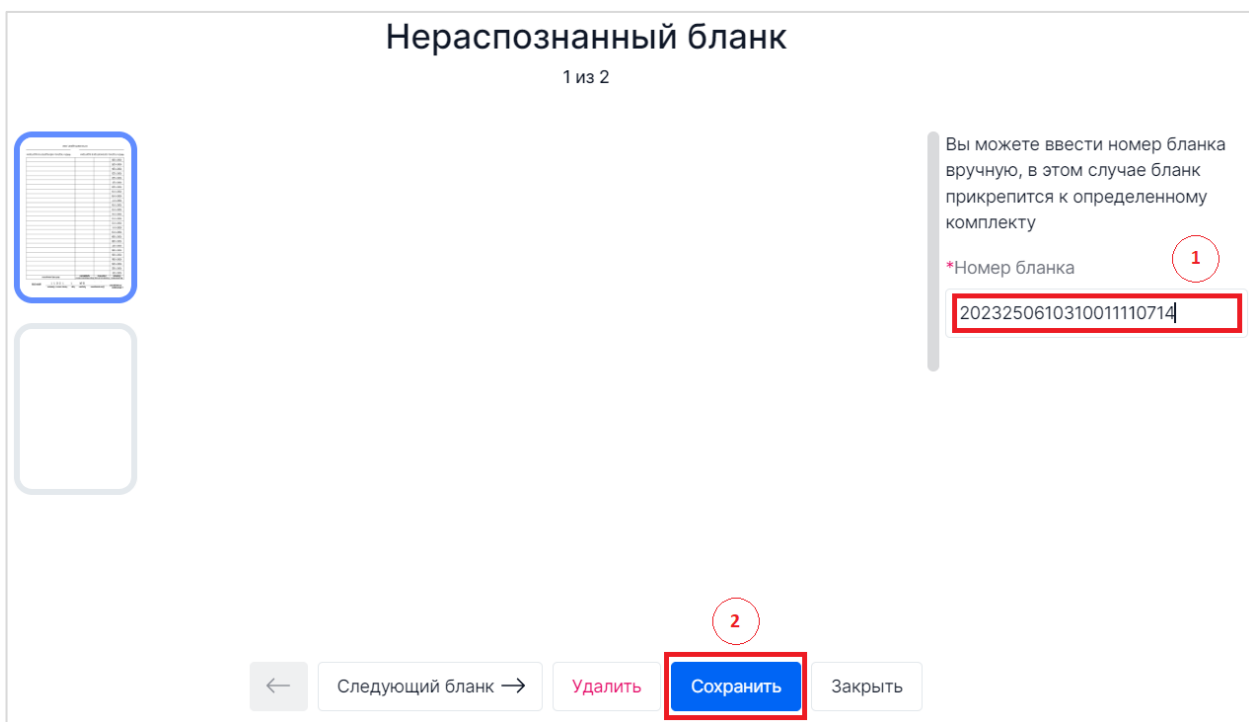 Нераспознанный бланк
1 из 2
Вы можете ввести номер бланка
вручную, в этом случае бланк
прикрепится к определенному
комплекту
1
*Номер бланка
2023250610310011110714
2
← Следующий бланк → Удалить Сохранить Закрыть